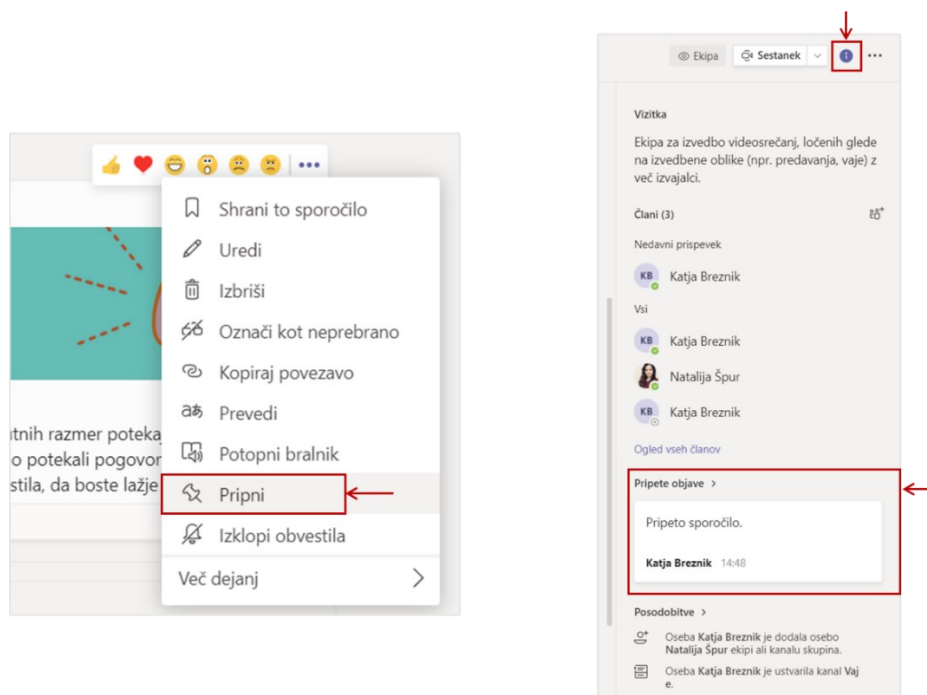 Shrani to sporočilo
Uredi
Izbriši
Označi kot neprebrano
Kopiraj povezavo
Prevedi
Potopni bralnik
Pripni
Izklopi obvestila
Več dejanj
razmer
o potekali
stila, da boste lažje
Ekipa
Sestanek
Vizitka
Ekipa za izvedbo videosrečanj, ločenih glede
na izvedbene oblike (npr. predavanja, vaje) z
več izvajalci.
Člani (3)
Nedavni prispevek
KB Katja Breznik
Vsi
KB Katja Breznik
Natalija Špur
KB Katja Breznik
Ogled vseh članov
Pripete objave >
Pripeto sporočilo.
Katja Breznik 14:48
Posodobitve >
Oseba Katja Breznik je dodala osebo
Natalija Špur ekipi ali kanalu skupina.
Oseba Katja Breznik je ustvarila kanal Vaj
e.